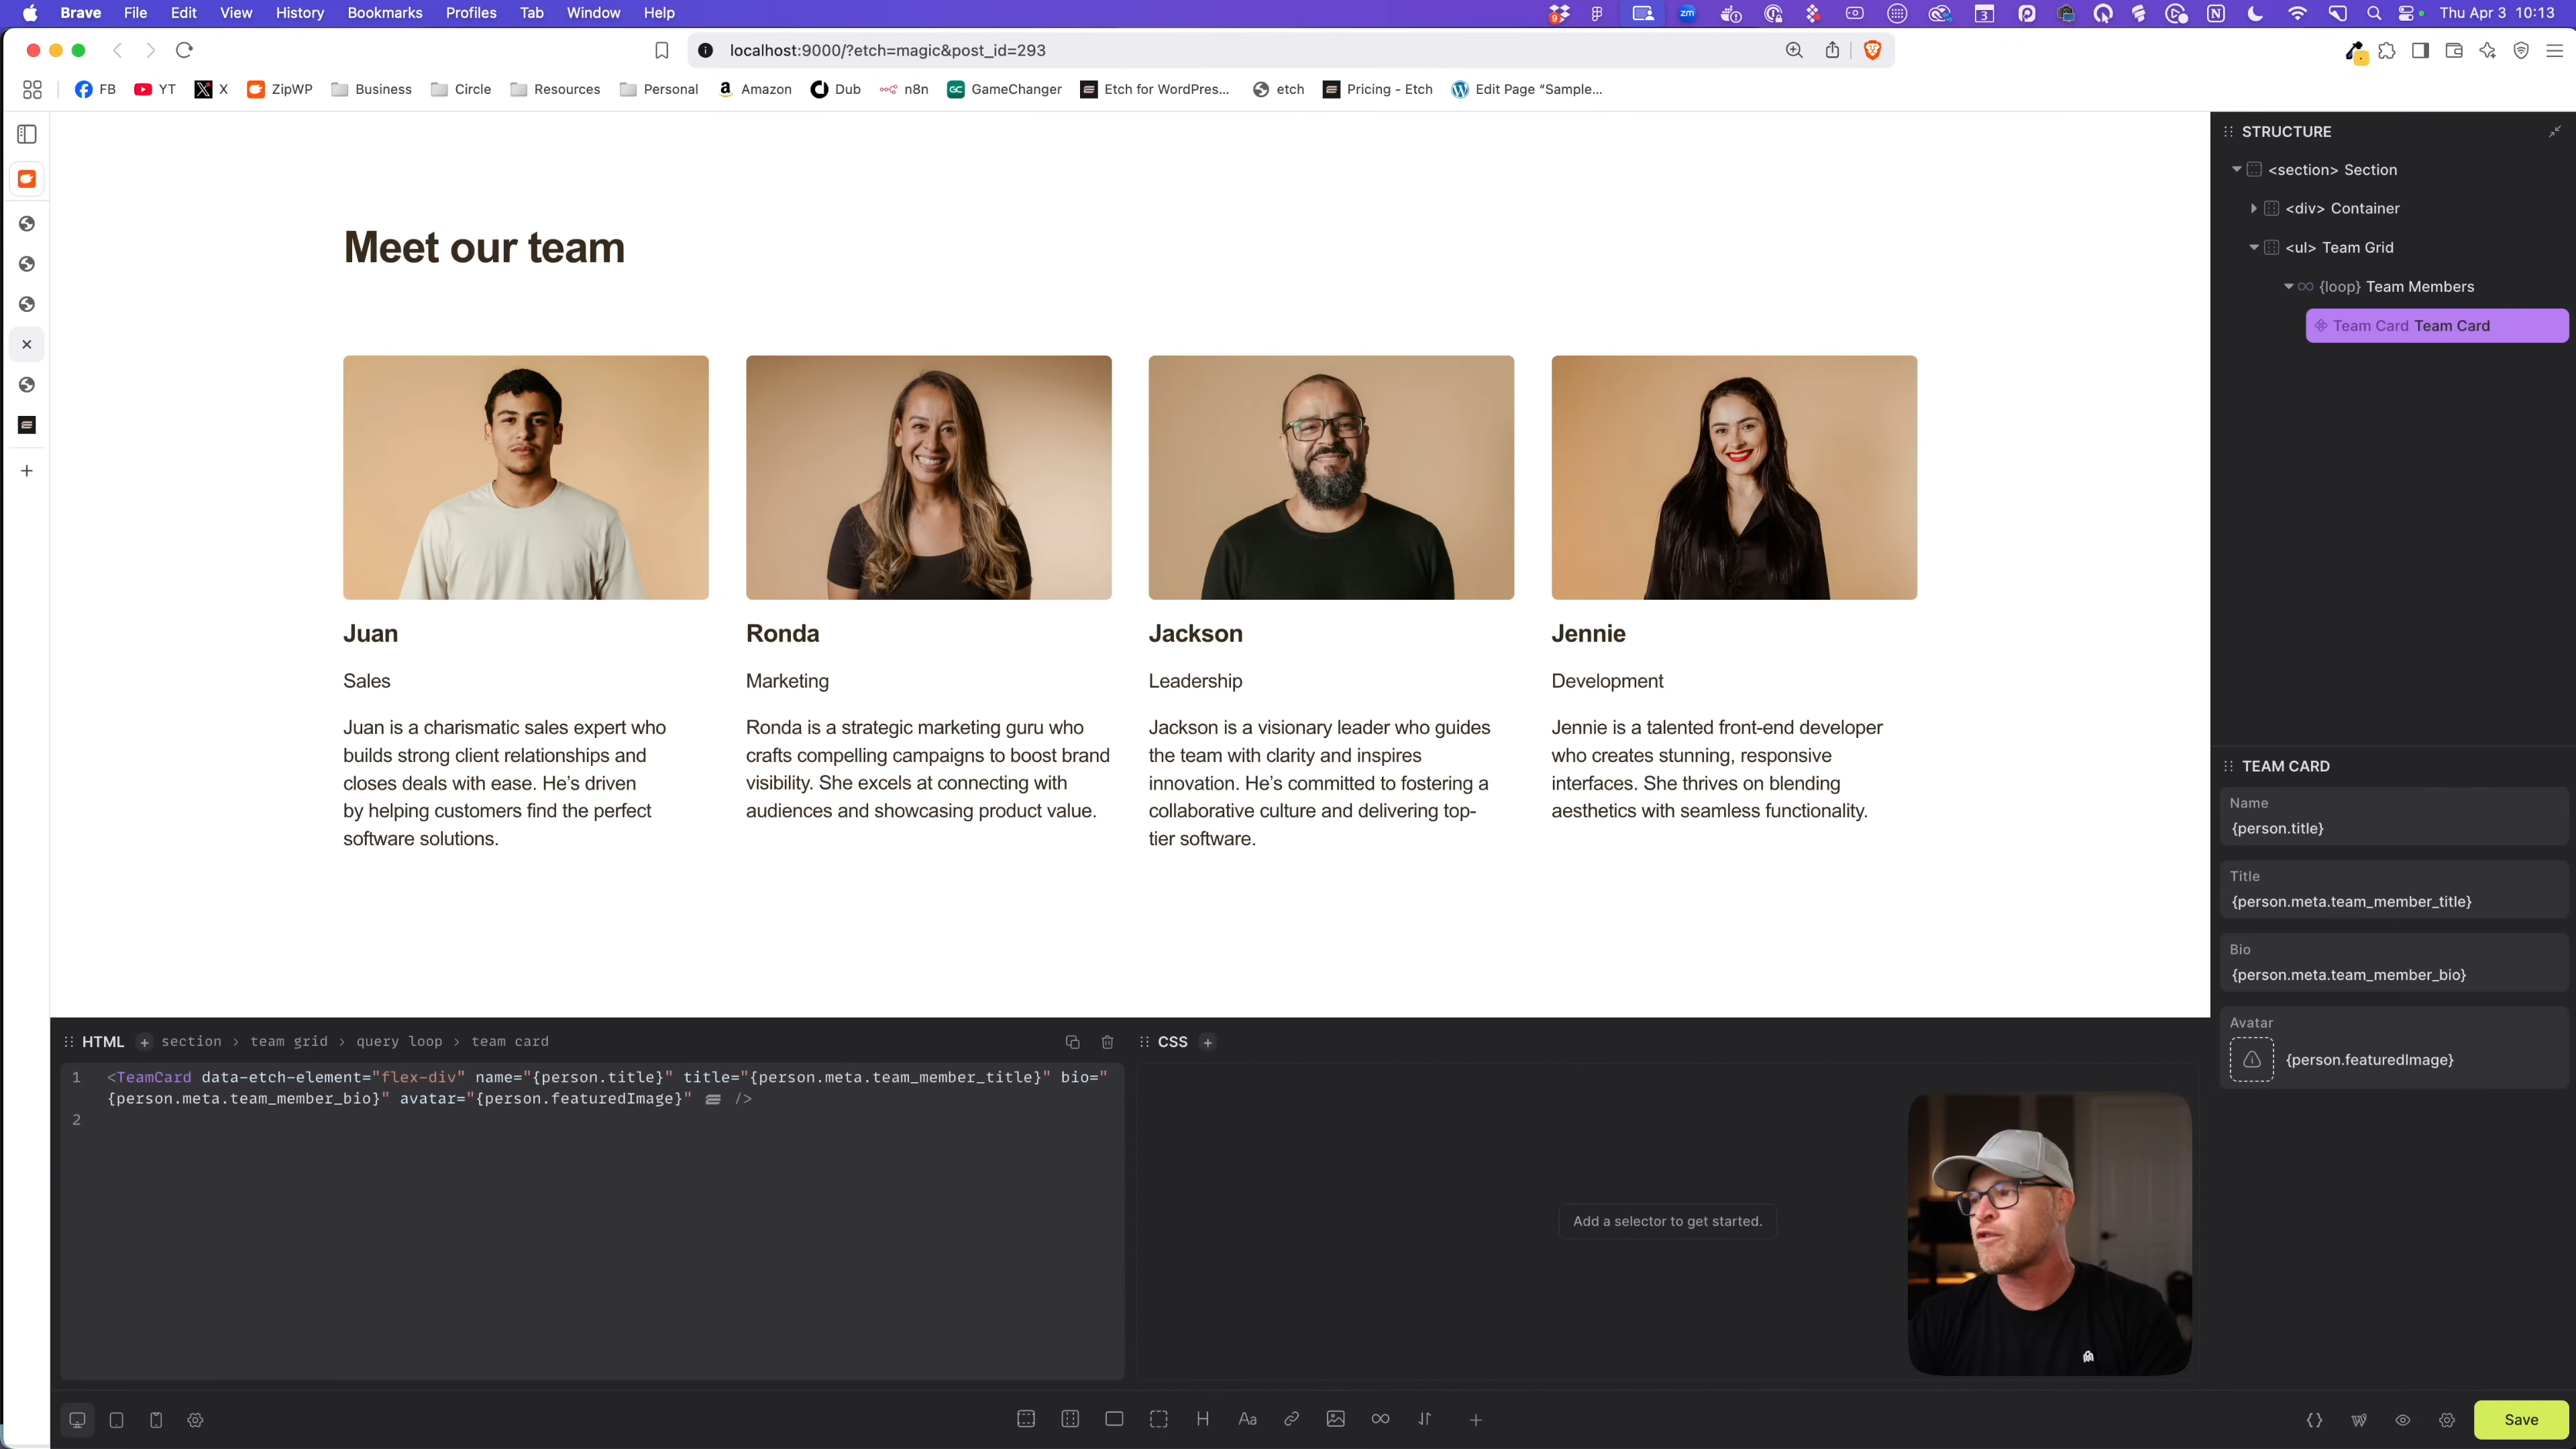 Brave File Edit View History Bookmarks Profiles Tab Window Help
9 zm 3 Thu Apr 3 10:13
localhost:9000/?etch=magic&post_id=293
FB YT X ZipWP Business Circle Resources Personal Amazon Dub n8n GameChanger Etch for WordPres... etch Pricing - Etch Edit Page “Sample...
Meet our team
Juan
Sales
Juan is a charismatic sales expert who
builds strong client relationships and
closes deals with ease. He’s driven
by helping customers find the perfect
software solutions.
Ronda
Marketing
Ronda is a strategic marketing guru who
crafts compelling campaigns to boost brand
visibility. She excels at connecting with
audiences and showcasing product value.
Jackson
Leadership
Jackson is a visionary leader who guides
the team with clarity and inspires
innovation. He’s committed to fostering a
collaborative culture and delivering top-
tier software.
Jennie
Development
Jennie is a talented front-end developer
who creates stunning, responsive
interfaces. She thrives on blending
aesthetics with seamless functionality.
STRUCTURE
<section> Section
<div> Container
<ul> Team Grid
{loop} Team Members
Team Card Team Card
TEAM CARD
Name
{person.title}
Title
{person.meta.team_member_title}
Bio
{person.meta.team_member_bio}
Avatar
{person.featuredImage}
HTML + section > team grid > query loop > team card
1 <TeamCard data-etch-element="flex-div" name="{person.title}" title="{person.meta.team_member_title}" bio="
{person.meta.team_member_bio}" avatar="{person.featuredImage}" />
2
CSS +
Add a selector to get started.
H Aa
Save